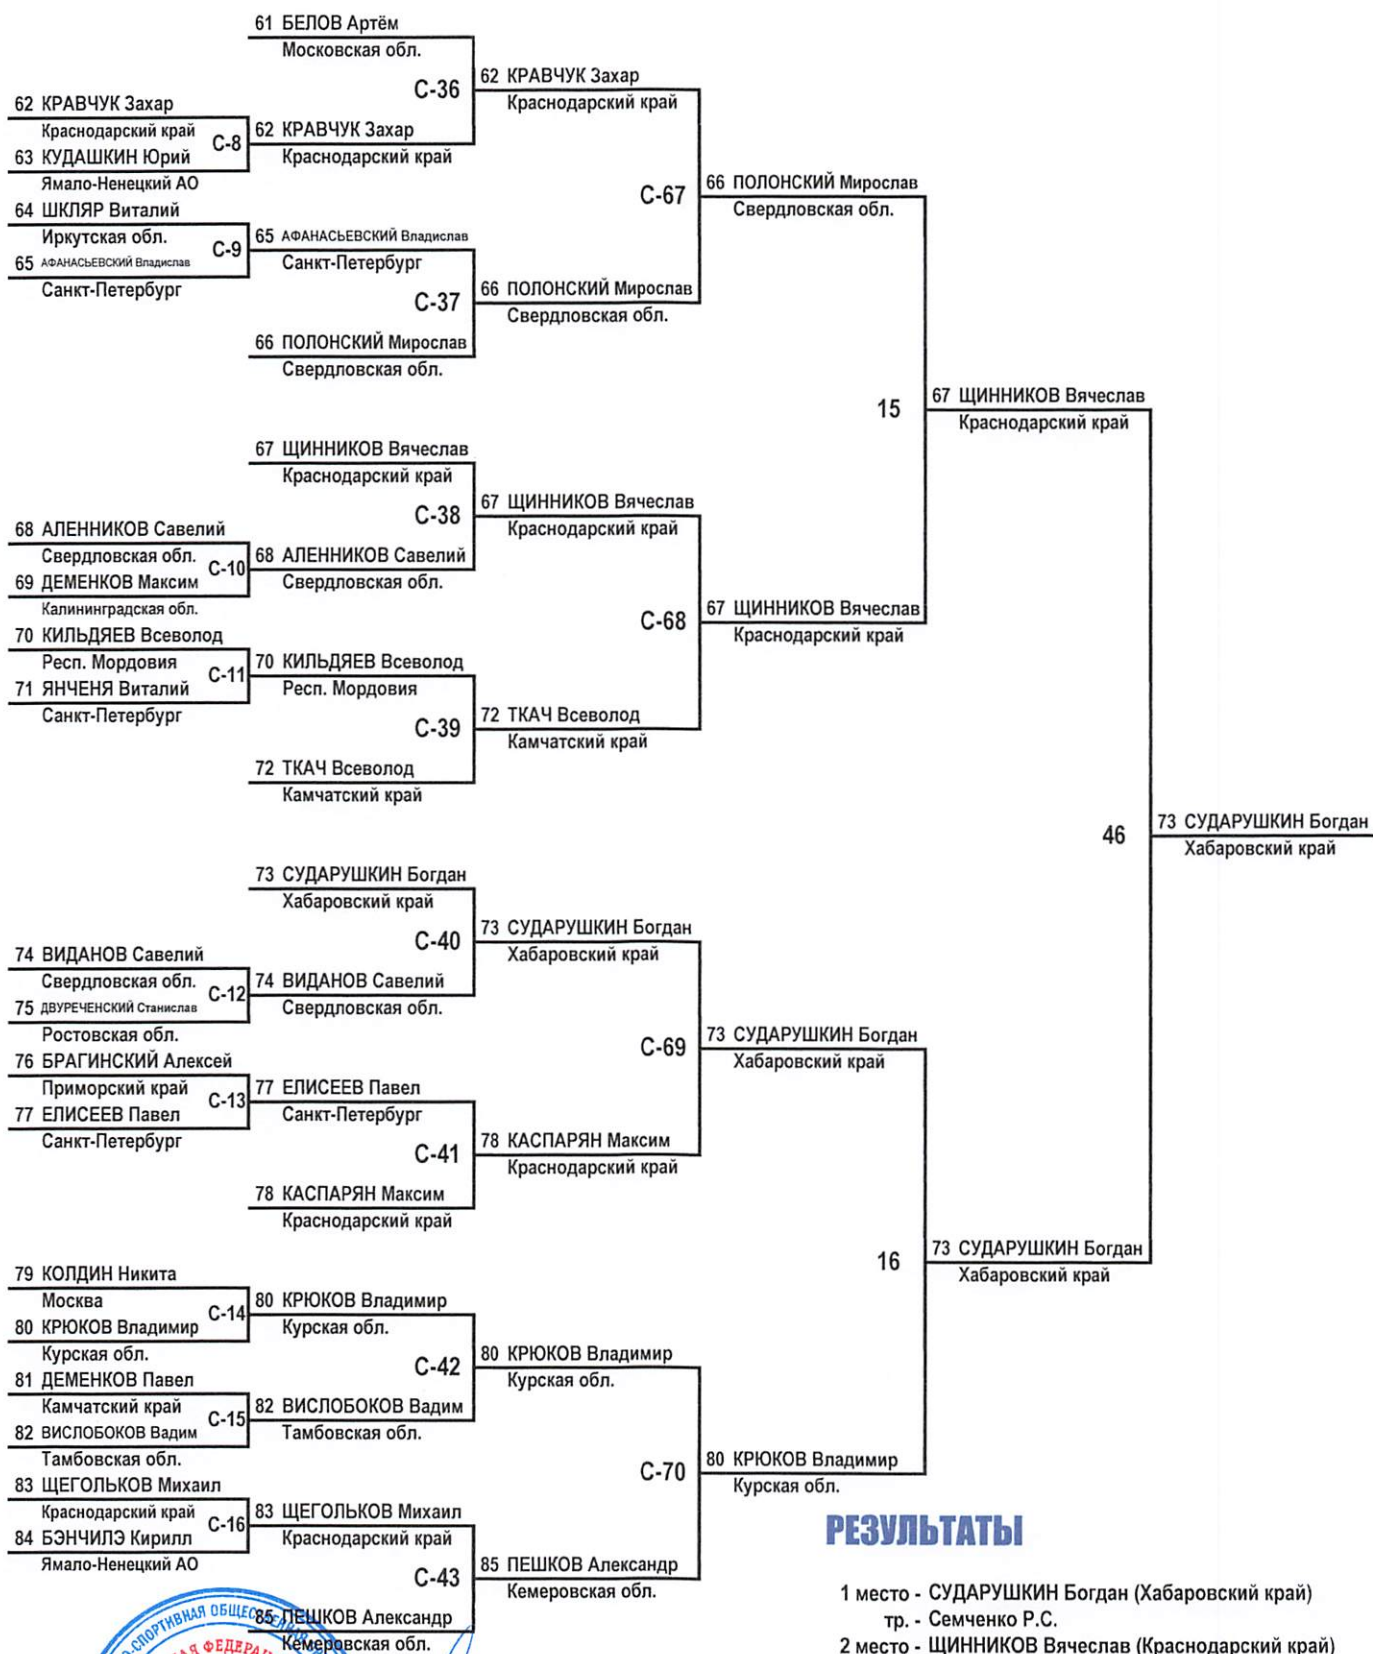 61 БЕЛОВ Артём
Московская обл.
С-36
62 КРАВЧУК Захар
Краснодарский край
62 КРАВЧУК Захар
Краснодарский край
С-8
63 КУДАШКИН Юрий
Ямало-Ненецкий АО
62 КРАВЧУК Захар
Краснодарский край
С-67
66 ПОЛОНСКИЙ Мирослав
Свердловская обл.
64 ШКЛЯР Виталий
Иркутская обл.
С-9
65 АФАНАСЬЕВСКИЙ Владислав
Санкт-Петербург
65 АФАНАСЬЕВСКИЙ Владислав
Санкт-Петербург
С-37
66 ПОЛОНСКИЙ Мирослав
Свердловская обл.
66 ПОЛОНСКИЙ Мирослав
Свердловская обл.
15
67 ЩИННИКОВ Вячеслав
Краснодарский край
67 ЩИННИКОВ Вячеслав
Краснодарский край
С-38
67 ЩИННИКОВ Вячеслав
Краснодарский край
68 АЛЕННИКОВ Савелий
Свердловская обл.
С-10
69 ДЕМЕНКОВ Максим
Калининградская обл.
68 АЛЕННИКОВ Савелий
Свердловская обл.
С-68
67 ЩИННИКОВ Вячеслав
Краснодарский край
70 КИЛЬДЯЕВ Всеволод
Респ. Мордовия
С-11
71 ЯНЧЕНЯ Виталий
Санкт-Петербург
70 КИЛЬДЯЕВ Всеволод
Респ. Мордовия
С-39
72 ТКАЧ Всеволод
Камчатский край
72 ТКАЧ Всеволод
Камчатский край
46
73 СУДАРУШКИН Богдан
Хабаровский край
73 СУДАРУШКИН Богдан
Хабаровский край
С-40
73 СУДАРУШКИН Богдан
Хабаровский край
74 ВИДАНОВ Савелий
Свердловская обл.
С-12
75 ДВУРЕЧЕНСКИЙ Станислав
Ростовская обл.
74 ВИДАНОВ Савелий
Свердловская обл.
С-69
73 СУДАРУШКИН Богдан
Хабаровский край
76 БРАГИНСКИЙ Алексей
Приморский край
С-13
77 ЕЛИСЕЕВ Павел
Санкт-Петербург
77 ЕЛИСЕЕВ Павел
Санкт-Петербург
С-41
78 КАСПАРЯН Максим
Краснодарский край
78 КАСПАРЯН Максим
Краснодарский край
16
73 СУДАРУШКИН Богдан
Хабаровский край
79 КОЛДИН Никита
Москва
С-14
80 КРЮКОВ Владимир
Курская обл.
80 КРЮКОВ Владимир
Курская обл.
С-42
80 КРЮКОВ Владимир
Курская обл.
81 ДЕМЕНКОВ Павел
Камчатский край
С-15
82 ВИСЛОБОКОВ Вадим
Тамбовская обл.
82 ВИСЛОБОКОВ Вадим
Тамбовская обл.
С-70
80 КРЮКОВ Владимир
Курская обл.
83 ЩЕГОЛЬКОВ Михаил
Краснодарский край
С-16
84 БЭНЧИЛЭ Кирилл
Ямало-Ненецкий АО
83 ЩЕГОЛЬКОВ Михаил
Краснодарский край
С-43
85 ПЕШКОВ Александр
Кемеровская обл.
85 ПЕШКОВ Александр
Кемеровская обл.
РЕЗУЛЬТАТЫ
1 место - СУДАРУШКИН Богдан (Хабаровский край)
тр. - Семченко Р.С.
2 место - ЩИННИКОВ Вячеслав (Краснодарский край)